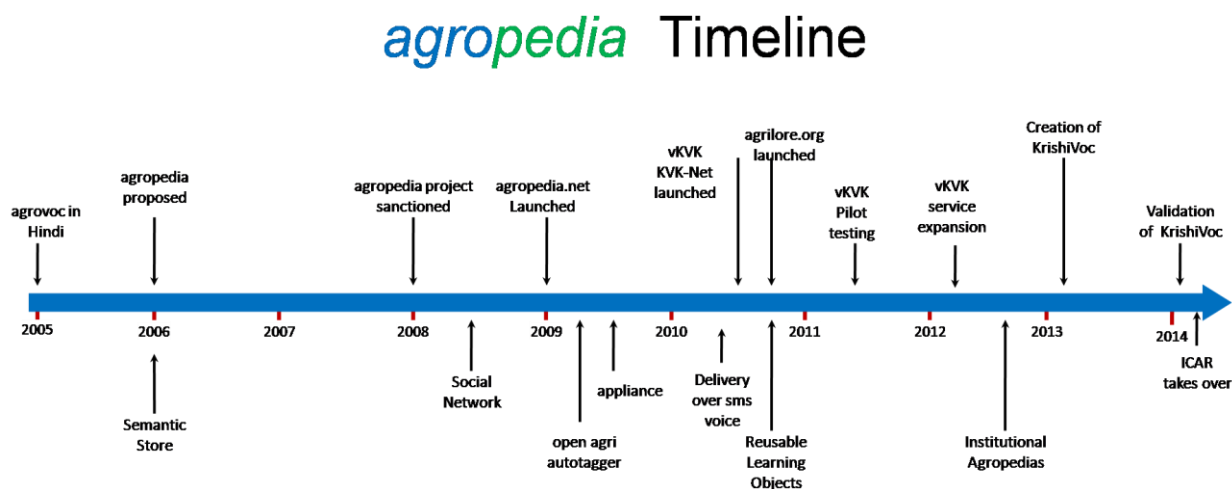 agropedia Timeline
agrovoc in
Hindi
agropedia
proposed
agropedia project
sanctioned
agropedia.net
Launched
vKVK
KVK-Net
launched
agrilore.org
launched
vKVK
Pilot
testing
vKVK
service
expansion
Creation of
KrishiVoc
Validation
of KrishiVoc
2005
2006
2007
2008
2009
2010
2011
2012
2013
2014
Semantic
Store
Social
Network
open agri
autotagger
appliance
Delivery
over sms
voice
Reusable
Learning
Objects
Institutional
Agropedias
ICAR
takes over